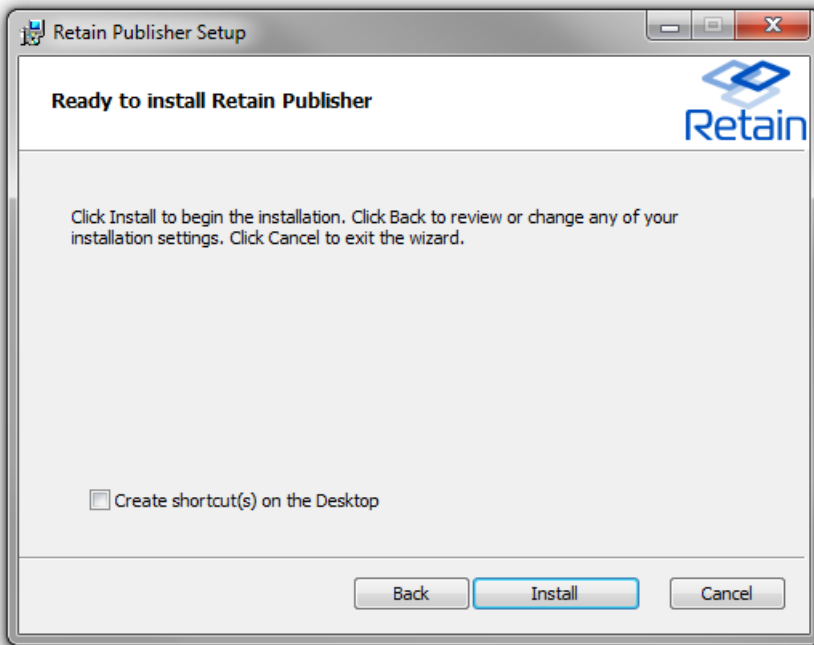 Retain Publisher Setup
Ready to install Retain Publisher
Retain
Click Install to begin the installation. Click Back to review or change any of your
installation settings. Click Cancel to exit the wizard.
Create shortcut(s) on the Desktop
Back
Install
Cancel